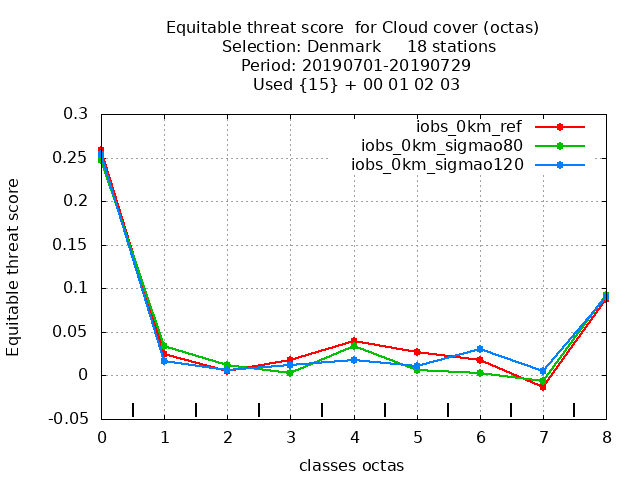 Equitable threat score  for Cloud cover (octas)
Selection: Denmark     18 stations
Period: 20190701-20190729
Used {15} + 00 01 02 03
Equitable threat score
0.3
0.25
0.2
0.15
0.1
0.05
0
-0.05
iobs_0km_ref
iobs_0km_sigmao80
iobs_0km_sigmao120
0 1 2 3 4 5 6 7 8
classes octas